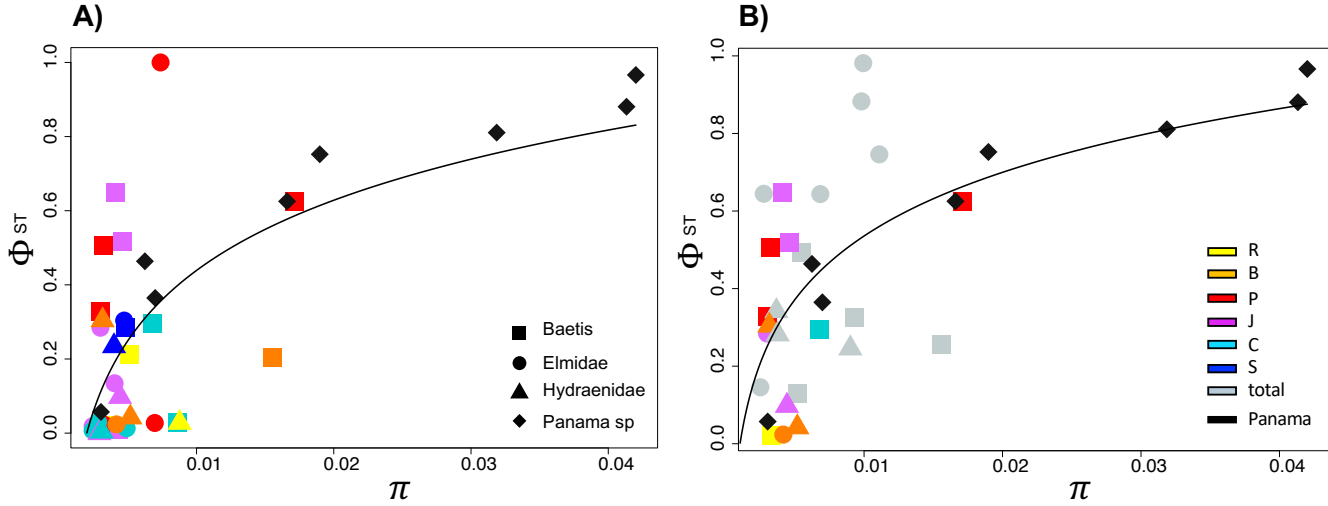 A)
Φ ST
0.0 0.2 0.4 0.6 0.8 1.0
0.01 0.02 0.03 0.04
π
Baetis
Elmidae
Hydraenidae
Panama sp
B)
Φ ST
0.0 0.2 0.4 0.6 0.8 1.0
0.01 0.02 0.03 0.04
π
R
B
P
J
C
S
total
Panama